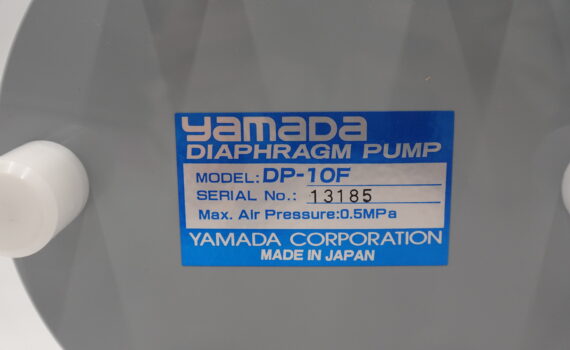 yamada
DIAPHRAGM PUMP
MODEL: DP-10F
SERIAL No.: 13185
Max. Air Pressure:0.5MPa
YAMADA CORPORATION
MADE IN JAPAN